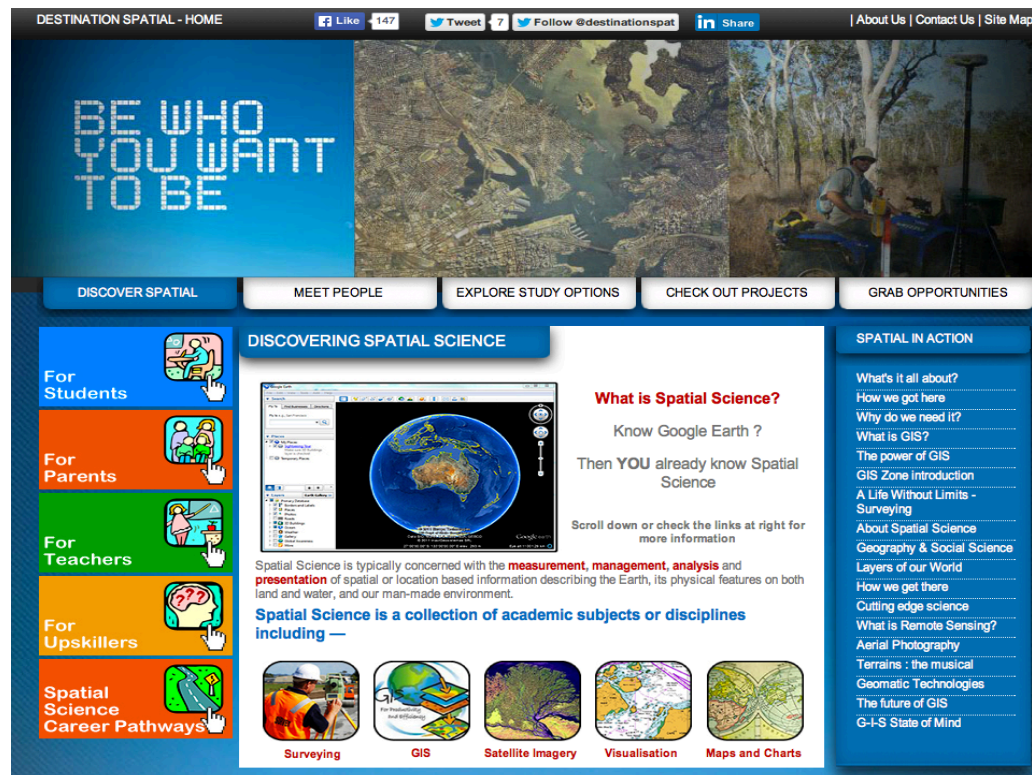 DESTINATION SPATIAL - HOME
Like 147
Tweet 7
Follow @destinationspat
in Share
| About Us | Contact Us | Site Map
BE WHO
YOU WANT
TO BE
DISCOVER SPATIAL
MEET PEOPLE
EXPLORE STUDY OPTIONS
CHECK OUT PROJECTS
GRAB OPPORTUNITIES
For
Students
For
Parents
For
Teachers
???
For
Upskillers
Spatial
Science
Career Pathways
DISCOVERING SPATIAL SCIENCE
Google earth
What is Spatial Science?
Know Google Earth ?
Then YOU already know Spatial
Science
Scroll down or check the links at right for
more information
Spatial Science is typically concerned with the measurement, management, analysis and
presentation of spatial or location based information describing the Earth, its physical features on both
land and water, and our man-made environment.
Spatial Science is a collection of academic subjects or disciplines
including —
GIS
For Productivity
and Efficiency
Surveying
GIS
Satellite Imagery
Visualisation
Maps and Charts
SPATIAL IN ACTION
What's it all about?
How we got here
Why do we need it?
What is GIS?
The power of GIS
GIS Zone introduction
A Life Without Limits -
Surveying
About Spatial Science
Geography & Social Science
Layers of our World
How we get there
Cutting edge science
What is Remote Sensing?
Aerial Photography
Terrains : the musical
Geomatic Technologies
The future of GIS
G-I-S State of Mind